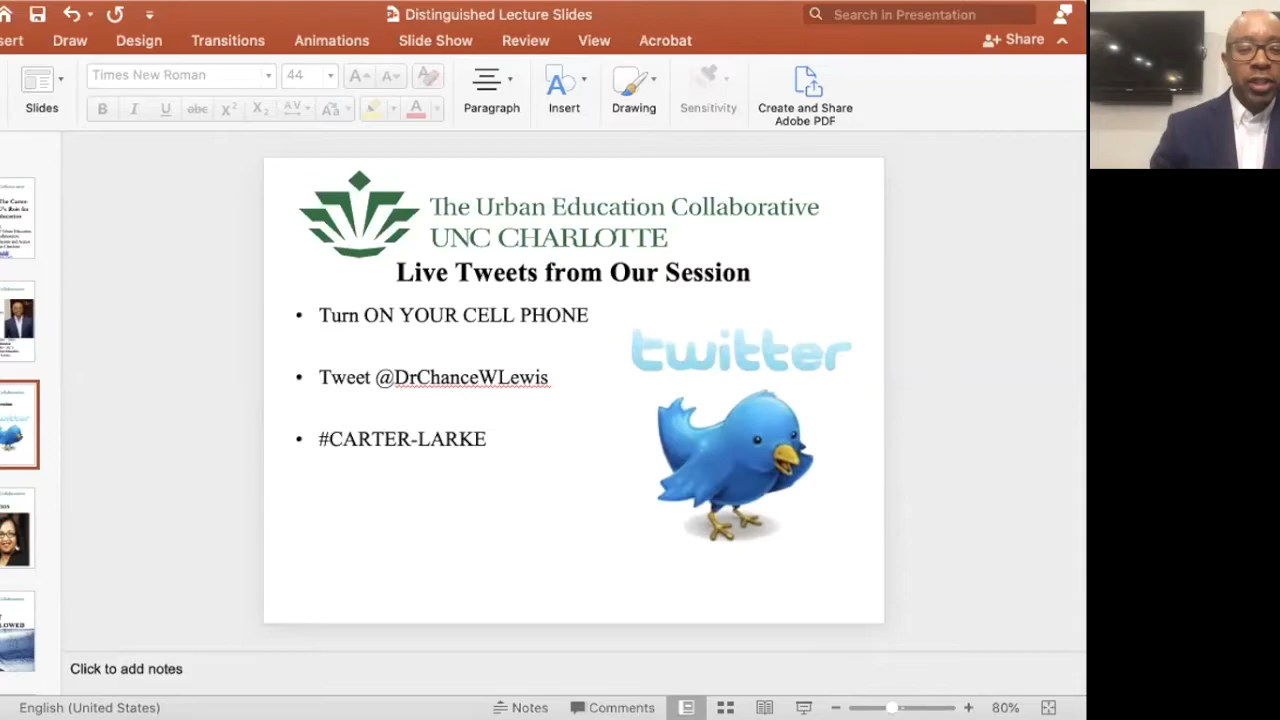 Distinguished Lecture Slides
Search in Presentation
sert
Draw
Design
Transitions
Animations
Slide Show
Review
View
Acrobat
Share
Times New Roman
44
Slides
Paragraph
Insert
Drawing
Sensitivity
Create and Share
Adobe PDF
The Urban Education Collaborative
UNC CHARLOTTE
Live Tweets from Our Session
• Turn ON YOUR CELL PHONE
• Tweet @DrChanceWLewis
• #CARTER-LARKE
twitter
Click to add notes
English (United States)
Notes
Comments
80%